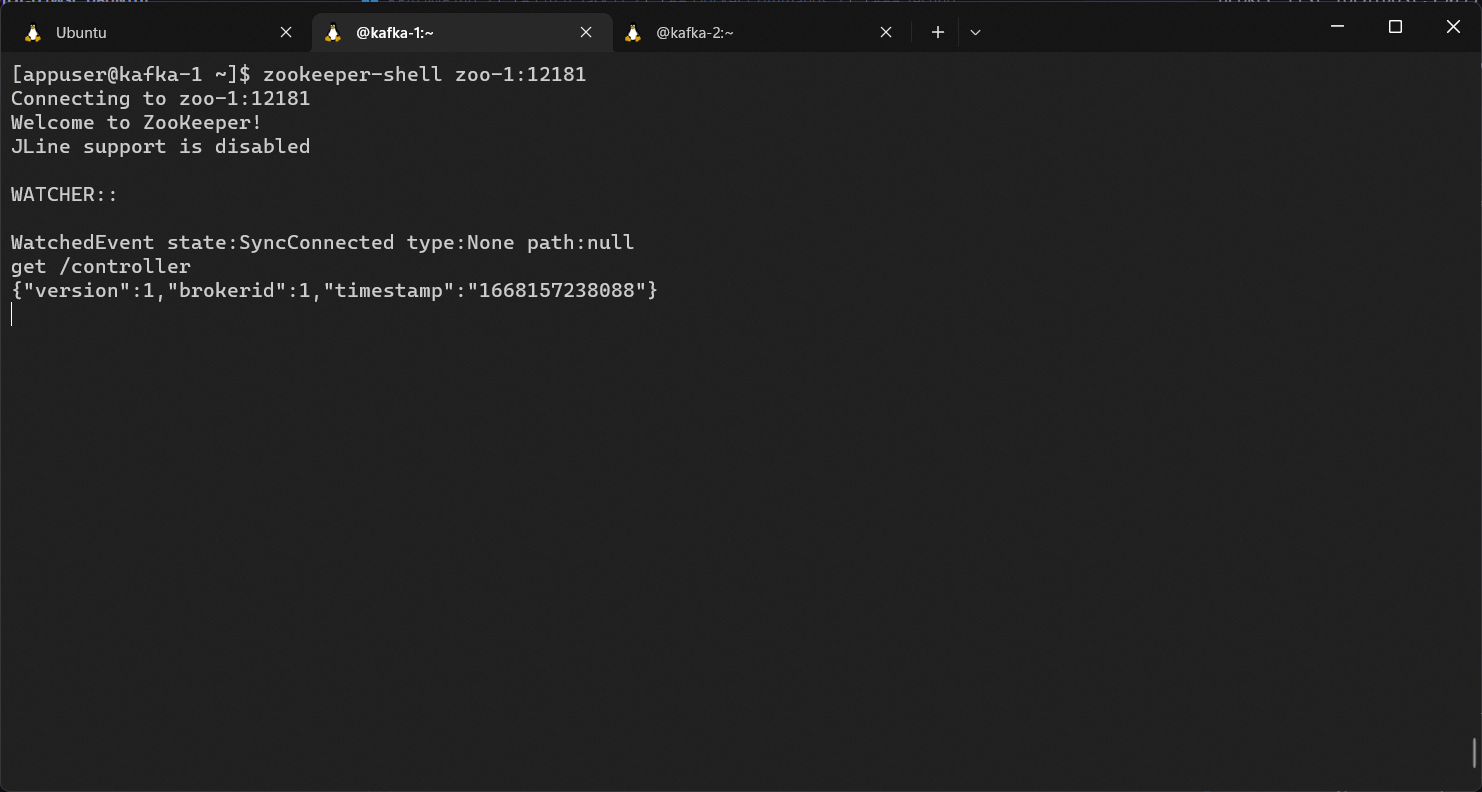 Ubuntu
@kafka-1:~
@kafka-2:~
[appuser@kafka-1 ~]$ zookeeper-shell zoo-1:12181
Connecting to zoo-1:12181
Welcome to ZooKeeper!
JLine support is disabled
WATCHER::
WatchedEvent state:SyncConnected type:None path:null
get /controller
{"version":1,"brokerid":1,"timestamp":"1668157238088"}